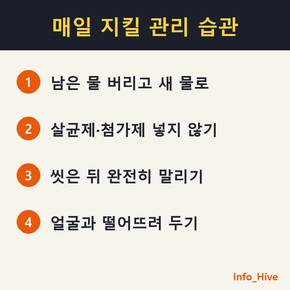 매일 지킬 관리 습관
1 남은 물 버리고 새 물로
2 살균제·첨가제 넣지 않기
3 씻은 뒤 완전히 말리기
4 얼굴과 떨어뜨려 두기
Info_Hive